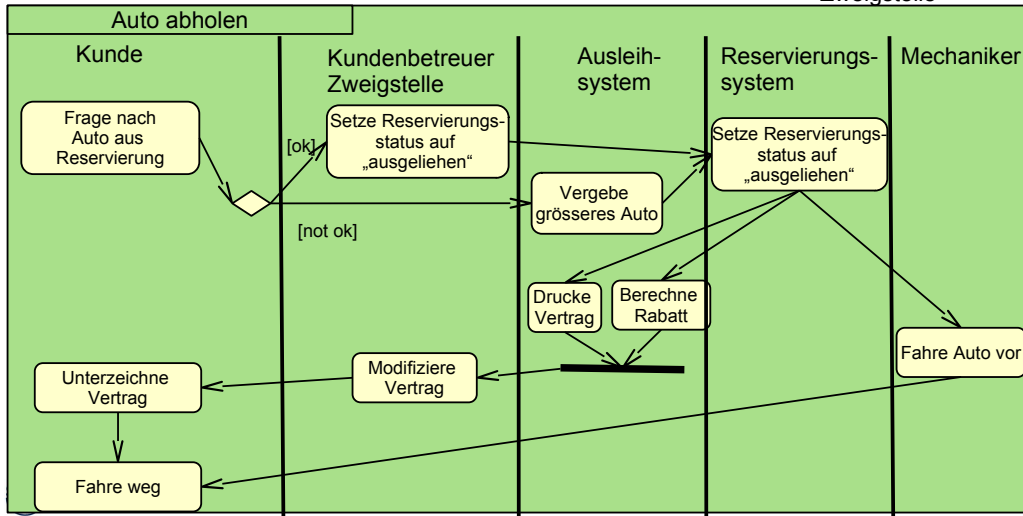 Zweigstelle
Auto abholen
Kunde
Kundenbetreuer
Zweigstelle
Ausleih-
system
Reservierungs-
system
Mechaniker
Frage nach
Auto aus
Reservierung
[ok]
Setze Reservierungs-
status auf
„ausgeliehen“
Setze Reservierungs-
status auf
„ausgeliehen“
[not ok]
Vergebe
grösseres Auto
Drucke
Vertrag
Berechne
Rabatt
Fahre Auto vor
Modifiziere
Vertrag
Unterzeichne
Vertrag
Fahre weg